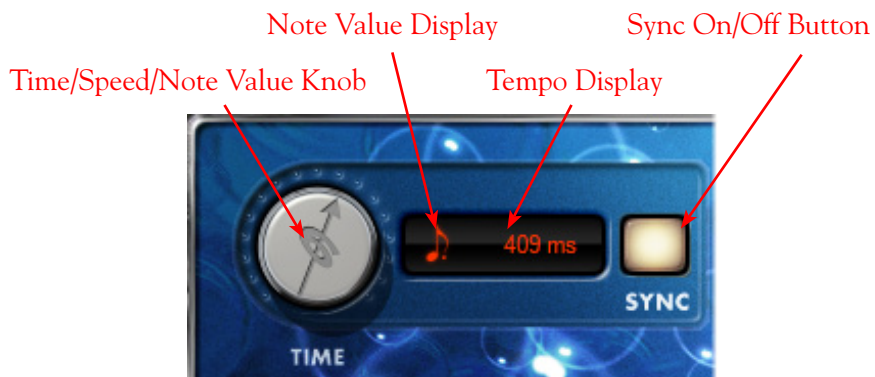 Note Value Display
Sync On/Off Button
Time/Speed/Note Value Knob
Tempo Display
409 ms
SYNC
TIME